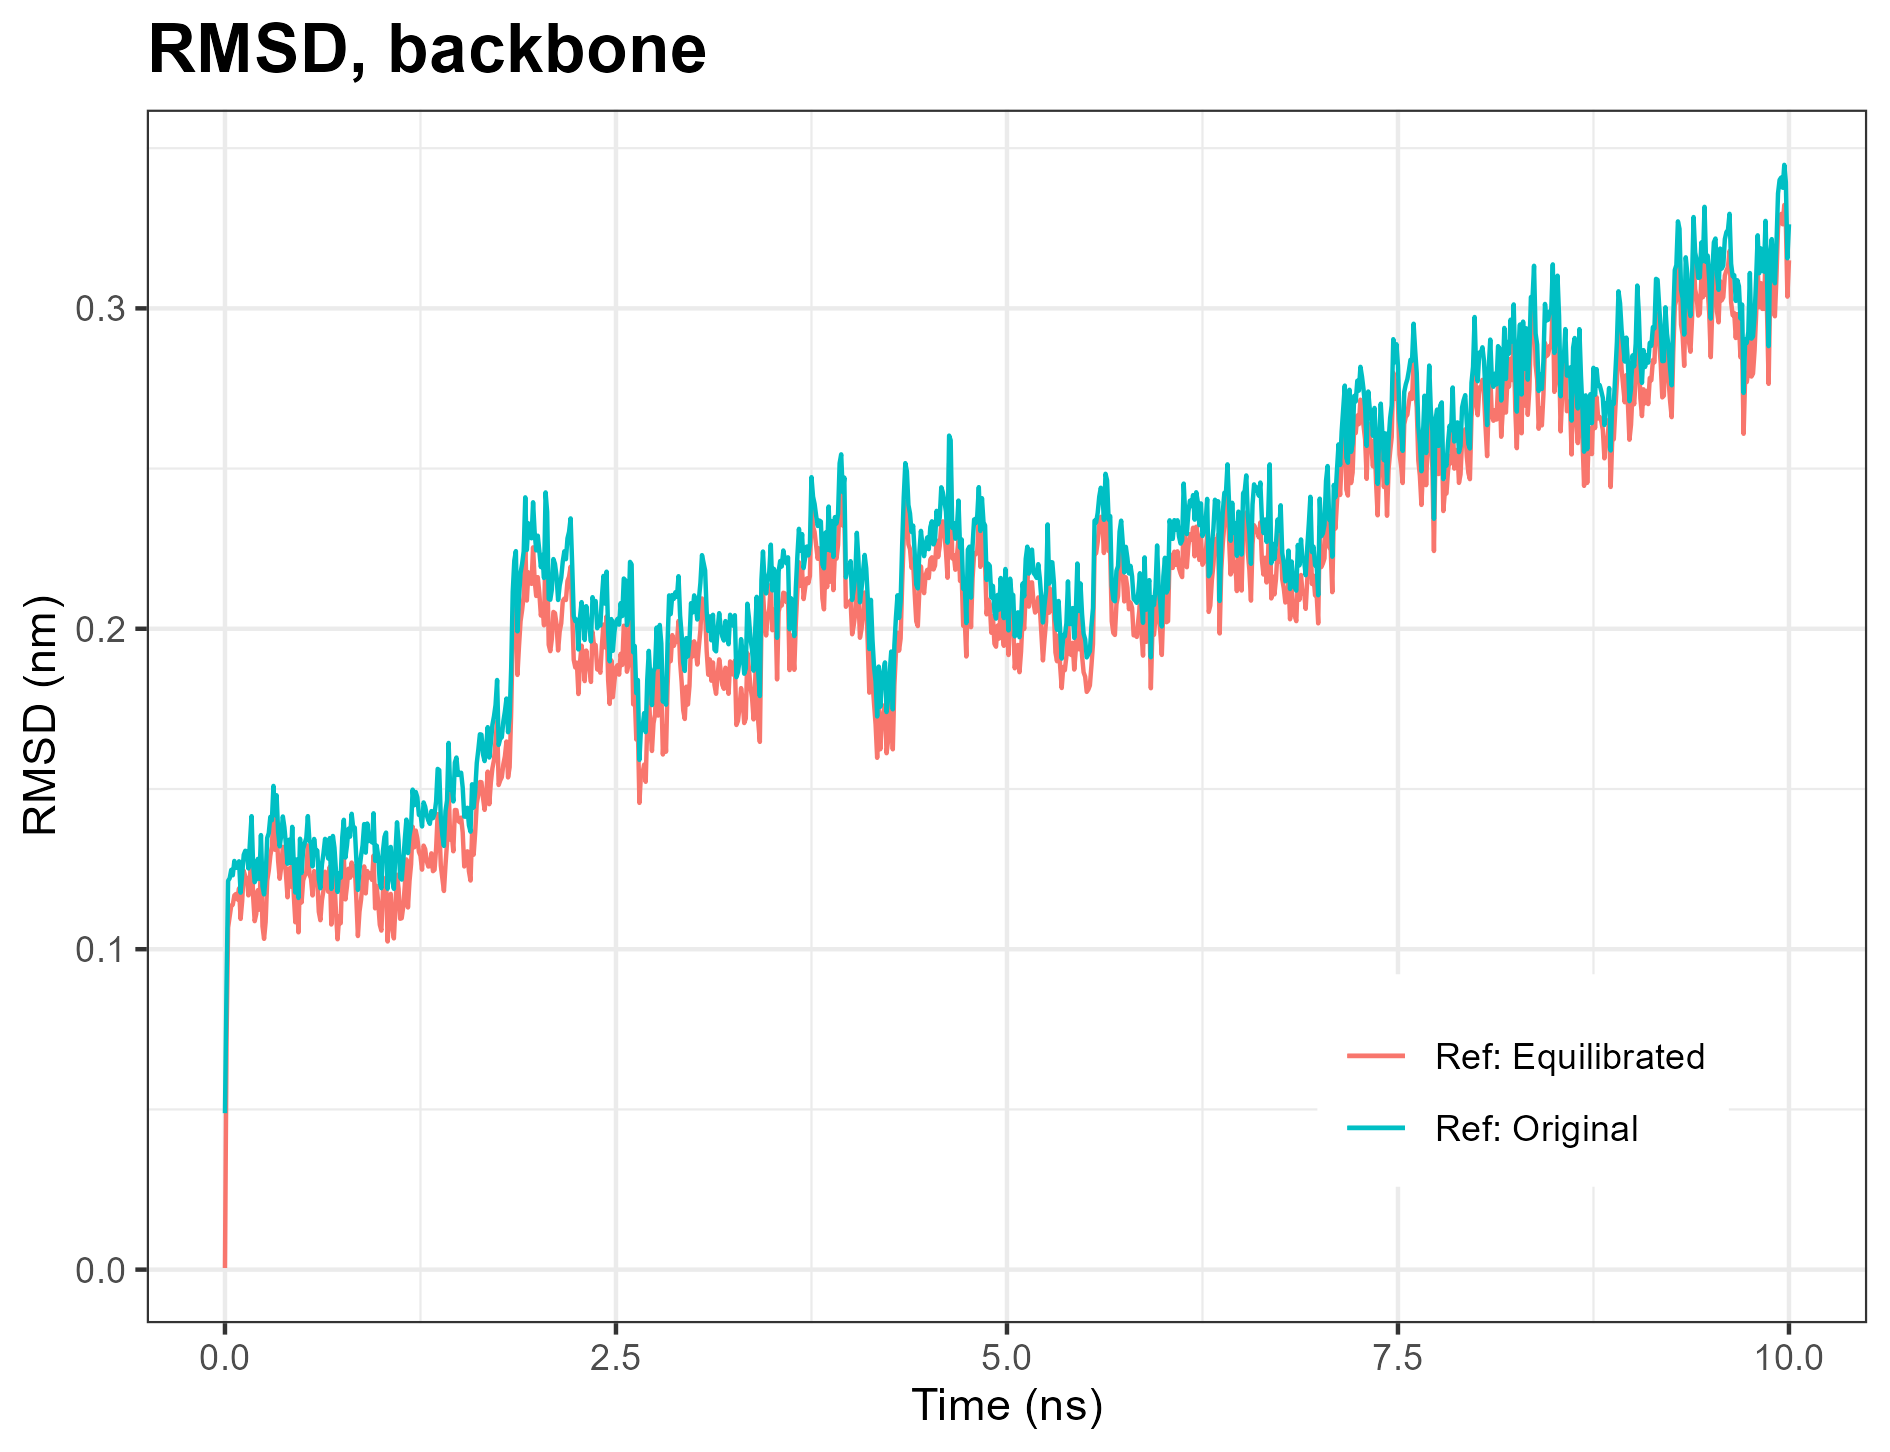 RMSD, backbone
RMSD (nm)
0.3
0.2
0.1
0.0
Ref: Equilibrated
Ref: Original
0.0 2.5 5.0 7.5 10.0
Time (ns)